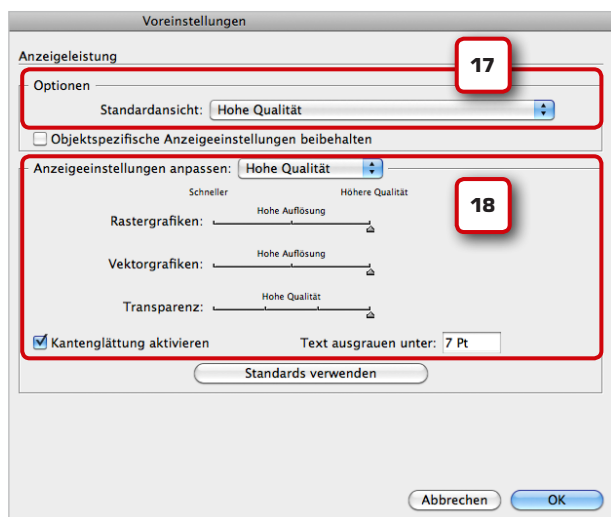 Voreinstellungen
Anzeigeleistung
17
Optionen
Standardansicht: Hohe Qualität
Objektspezifische Anzeigeeinstellungen beibehalten
Anzeigeeinstellungen anpassen: Hohe Qualität
18
Schneller Höhere Qualität
Hohe Auflösung
Rastergrafiken:
Hohe Auflösung
Vektorgrafiken:
Hohe Qualität
Transparenz:
Kantenglättung aktivieren Text ausgrauen unter: 7 Pt
Standards verwenden
Abbrechen OK